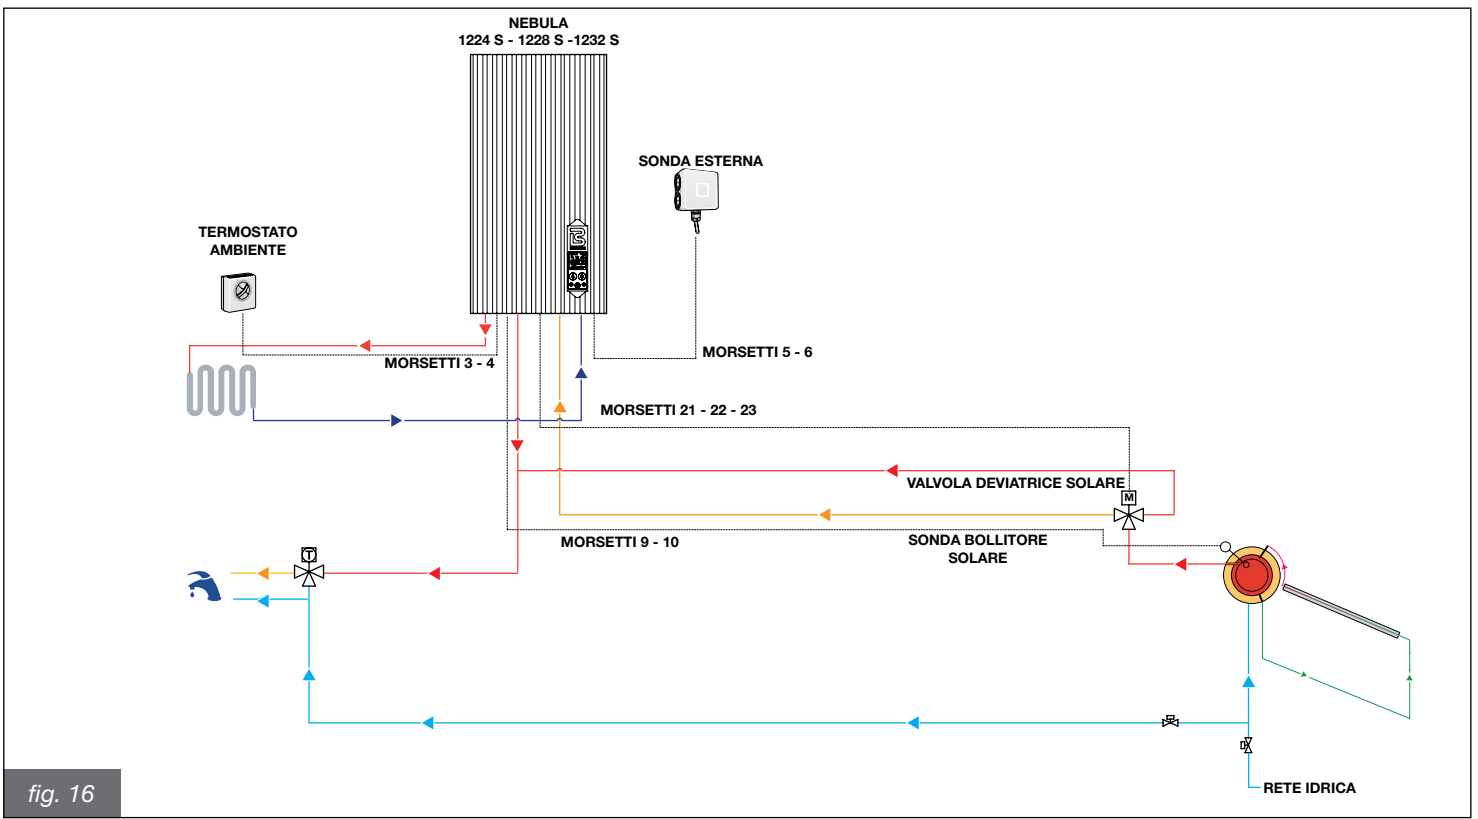 NEBULA
1224 S - 1228 S -1232 S
SONDA ESTERNA
TERMOSTATO
AMBIENTE
MORSETTI 3 - 4
MORSETTI 5 - 6
MORSETTI 21 - 22 - 23
VALVOLA DEVIATRICE SOLARE
M
MORSETTI 9 - 10
SONDA BOLLITORE
SOLARE
T
RETE IDRICA
fig. 16